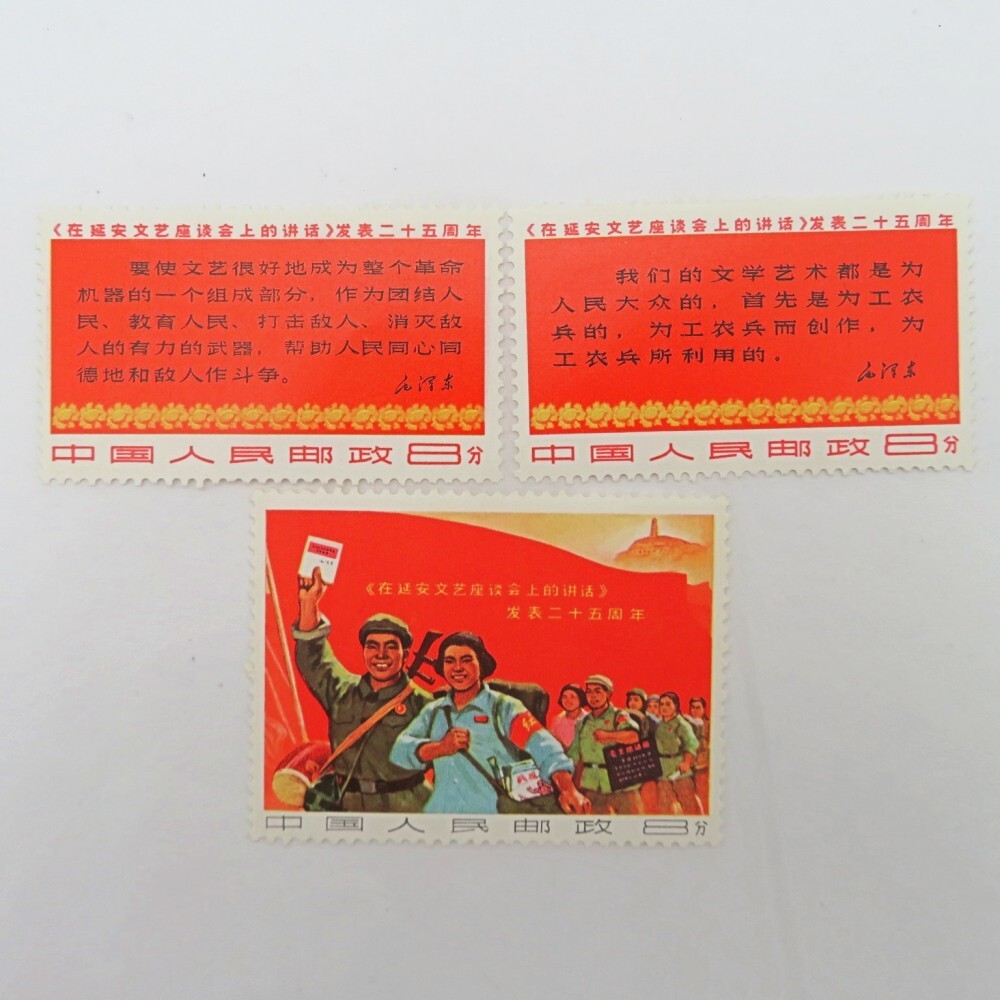 《在延安文艺座谈会上的讲话》发表二十五周年
要使文艺很好地成为整个革命
机器的一个组成部分，作为团结人
民、教育人民、打击敌人、消灭敌
人的有力的武器，帮助人民同心同
德地和敌人作斗争。
毛泽东
中国人民邮政8分
《在延安文艺座谈会上的讲话》发表二十五周年
我们的文学艺术都是为
人民大众的，首先是为工农
兵的，为工农兵而创作，为
工农兵所利用的。
毛泽东
中国人民邮政8分
《在延安文艺座谈会上的讲话》
发表二十五周年
中国人民邮政8分